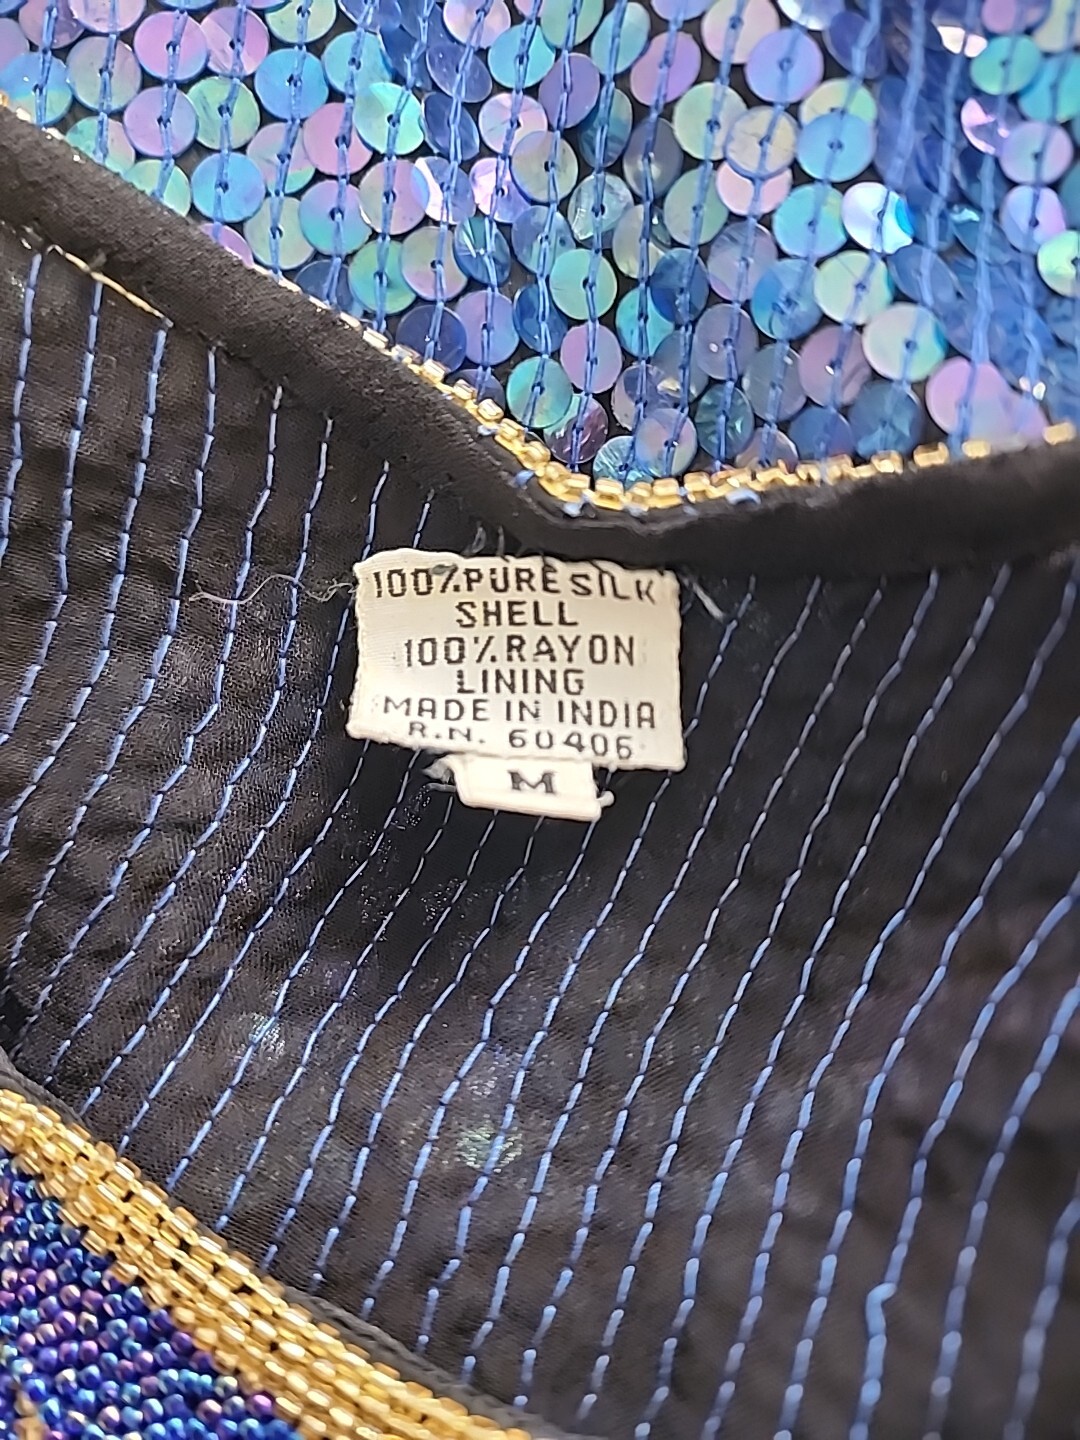 100% PURE SILK
SHELL
100% RAYON
LINING
MADE IN INDIA
R.N. 60406
M